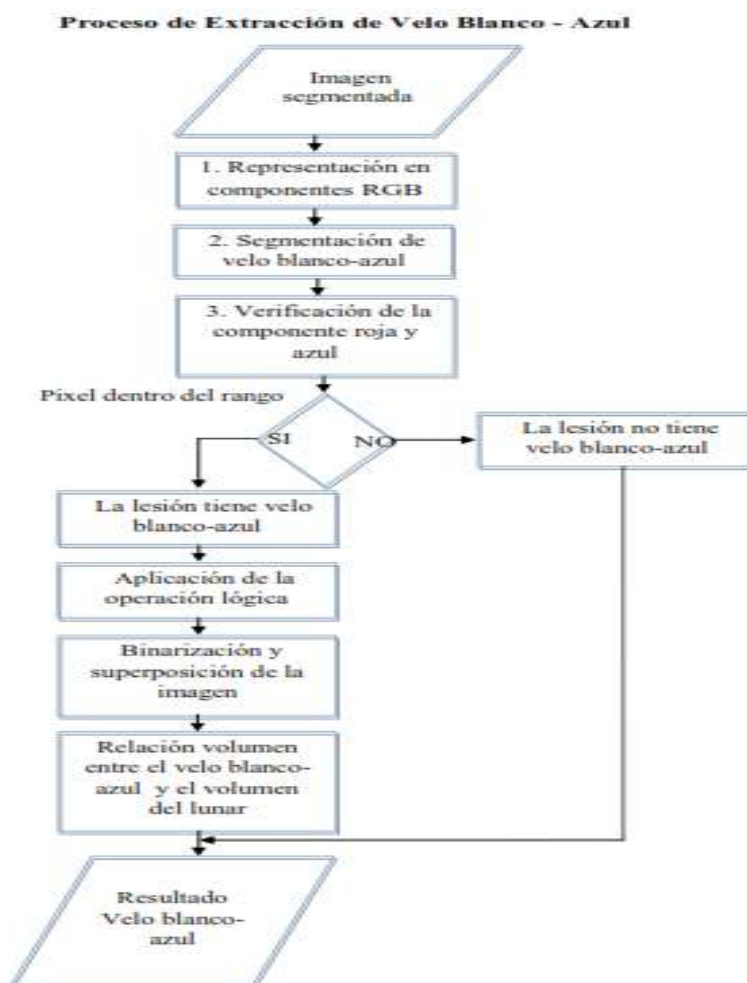 Proceso de Extracción de Velo Blanco - Azul
Imagen
segmentada
1. Representación en
componentes RGB
2. Segmentación de
velo blanco-azul
3. Verificación de la
componente roja y
azul
Píxel dentro del rango
SI
NO
La lesión no tiene
velo blanco-azul
La lesión tiene velo
blanco-azul
Aplicación de la
operación lógica
Binarización y
superposición de la
imagen
Relación volumen
entre el velo blanco-
azul y el volumen
del lunar
Resultado
Velo blanco-
azul